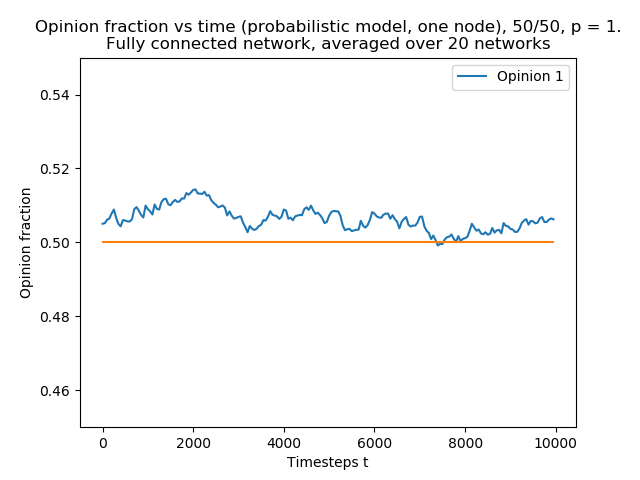 Opinion fraction vs time (probabilistic model, one node), 50/50, p = 1.
Fully connected network, averaged over 20 networks
Opinion 1
0.54
0.52
0.50
0.48
0.46
Opinion fraction
0 2000 4000 6000 8000 10000
Timesteps t